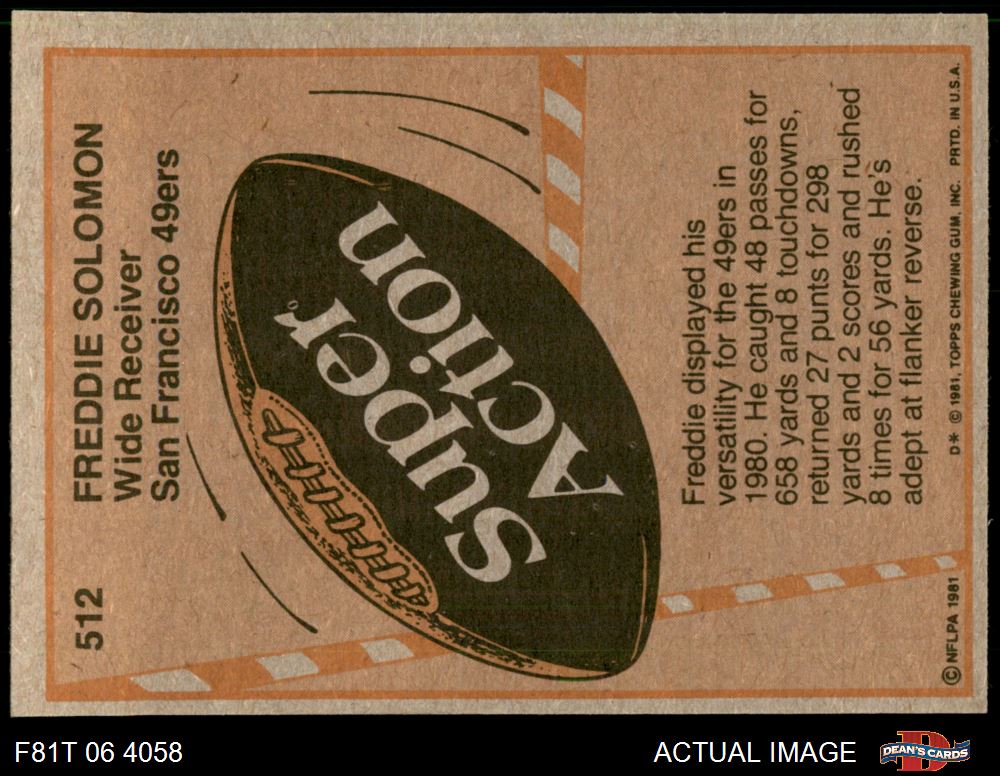 512 FREDDIE SOLOMON
Wide Receiver
San Francisco 49ers
Super
Action
Freddie displayed his
versatility for the 49ers in
1980. He caught 48 passes for
658 yards and 8 touchdowns,
returned 27 punts for 298
yards and 2 scores and rushed
8 times for 56 yards. He's
adept at flanker reverse.
© NFLPA 1981 D* © 1981, TOPPS CHEWING GUM, INC. PRTD. IN U.S.A.
F81T 06 4058 ACTUAL IMAGE
D
DEAN'S CARDS